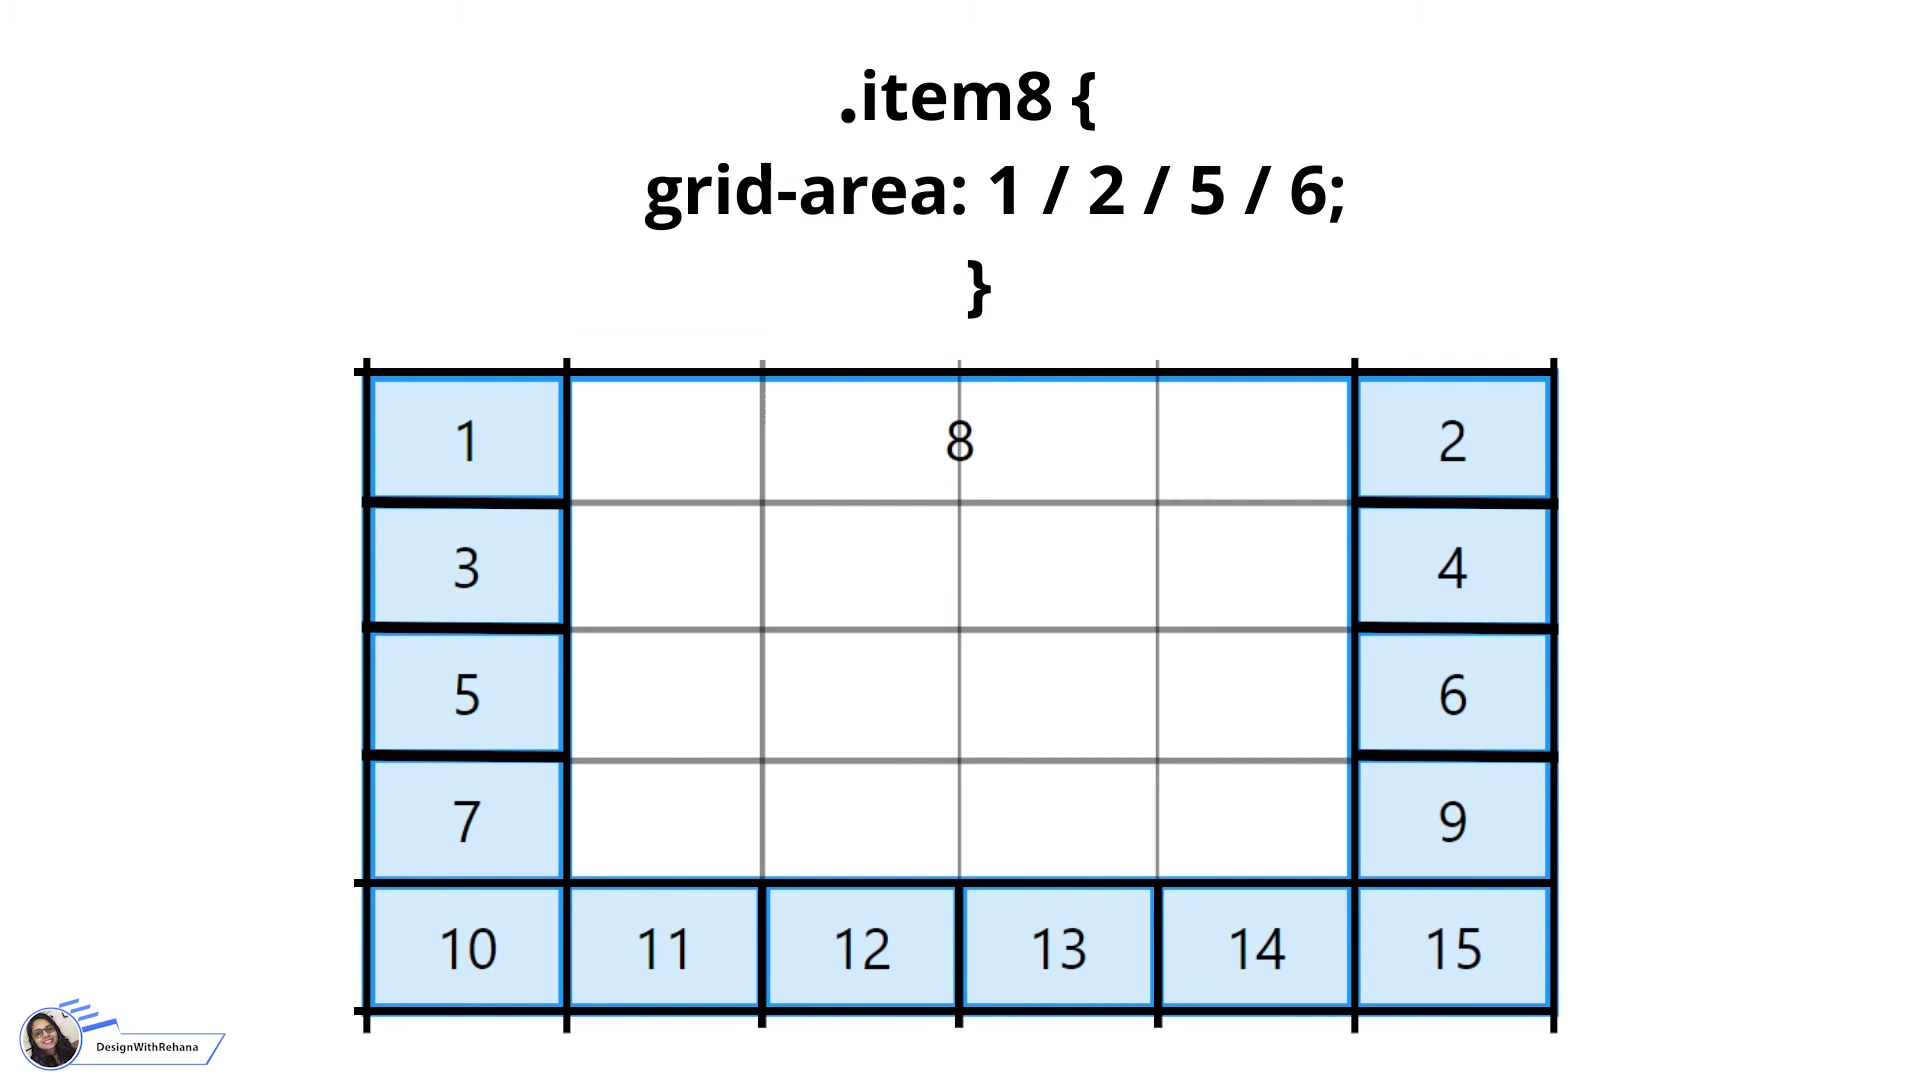 .item8 {
grid-area: 1 / 2 / 5 / 6;
}
1 8 2
3 4
5 6
7 9
10 11 12 13 14 15
DesignWithRehana